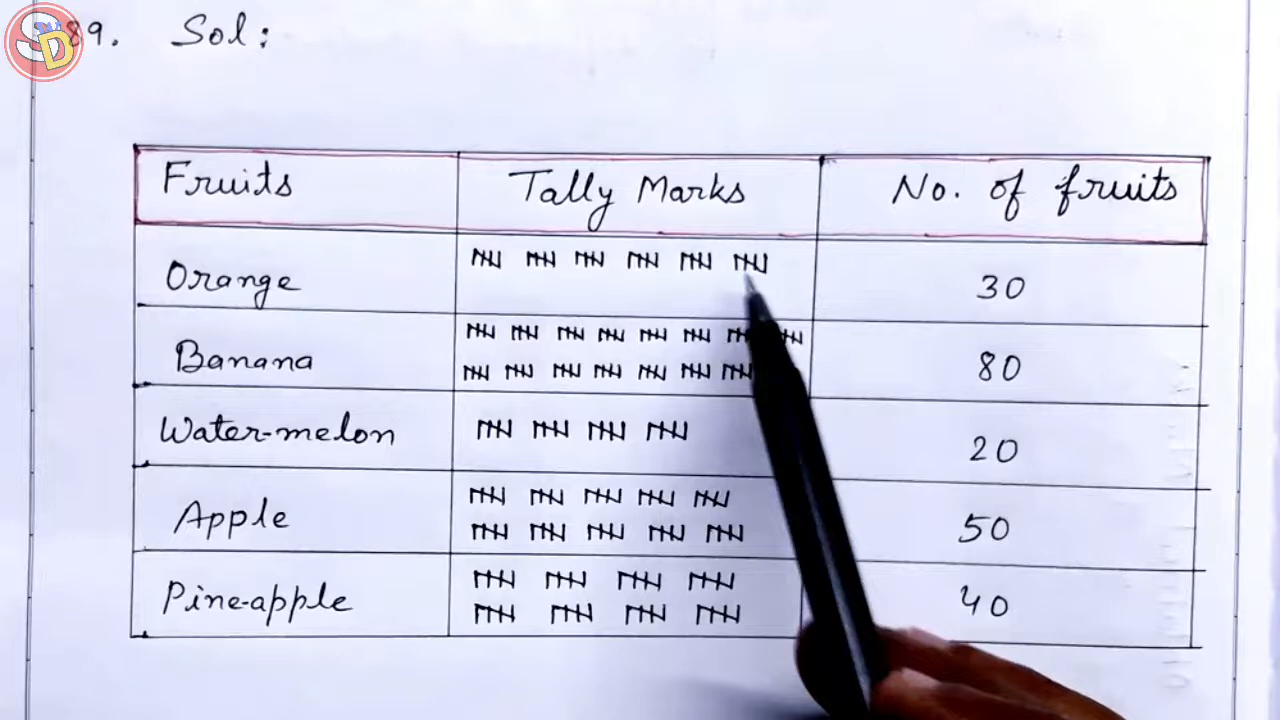 SD 89. Sol:
Fruits Tally Marks No. of fruits
Orange 30
Banana 80
Water-melon 20
Apple 50
Pine-apple 40